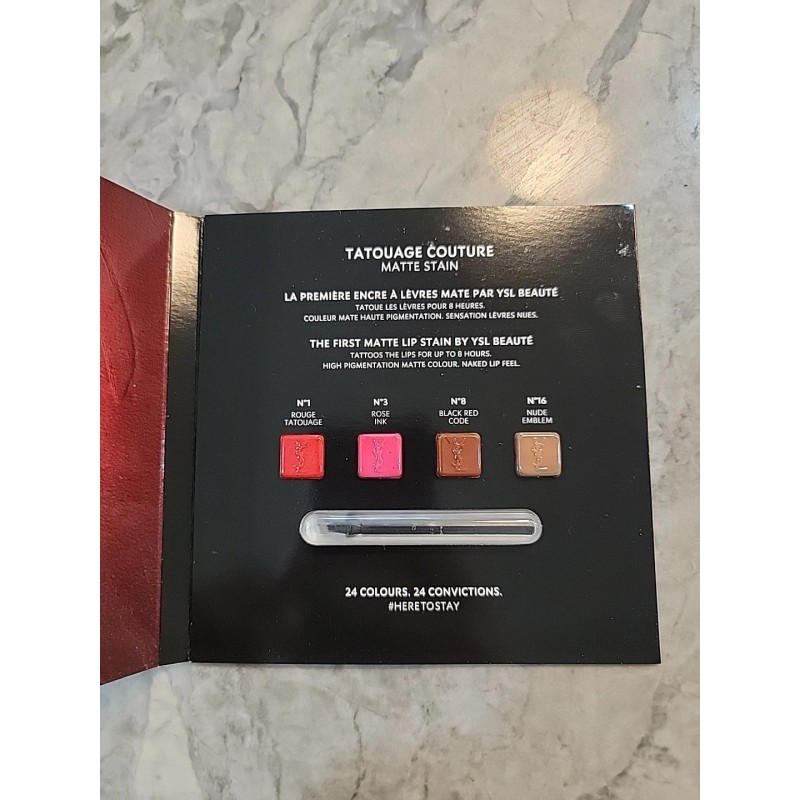 TATOUAGE COUTURE
MATTE STAIN
LA PREMIÈRE ENCRE À LÈVRES MATE PAR YSL BEAUTÉ
TATOUE LES LÈVRES POUR 8 HEURES.
COULEUR MATE HAUTE PIGMENTATION. SENSATION LÈVRES NUES.
THE FIRST MATTE LIP STAIN BY YSL BEAUTÉ
TATTOOS THE LIPS FOR UP TO 8 HOURS.
HIGH PIGMENTATION MATTE COLOUR. NAKED LIP FEEL.
N°1
ROUGE
TATOUAGE
N°3
ROSE
INK
N°8
BLACK RED
CODE
N°16
NUDE
EMBLEM
24 COLOURS. 24 CONVICTIONS.
#HERETOSTAY